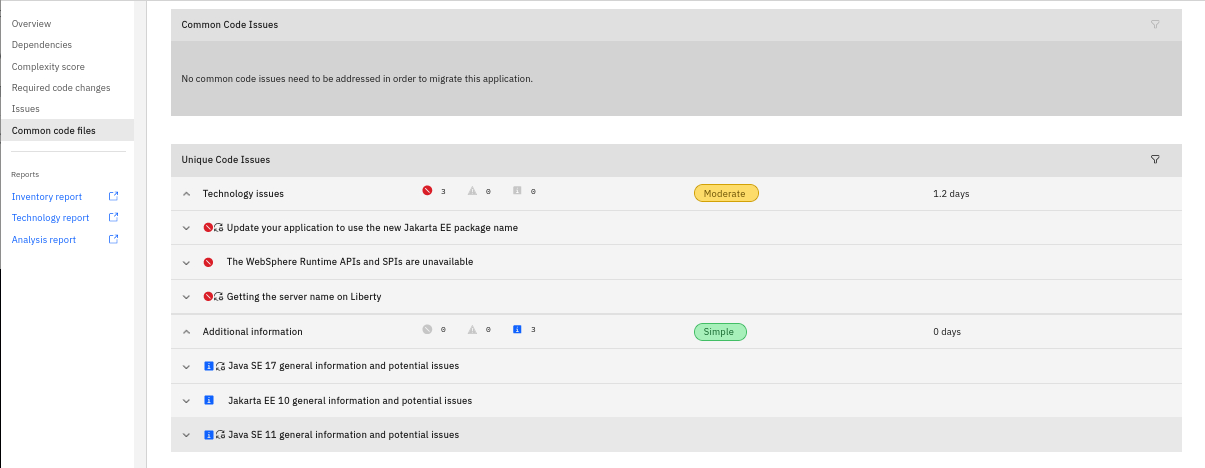 Overview
Dependencies
Complexity score
Required code changes
Issues
Common code files
Reports
Inventory report
Technology report
Analysis report
Common Code Issues
No common code issues need to be addressed in order to migrate this application.
Unique Code Issues
Technology issues 3 0 0 Moderate 1.2 days
Update your application to use the new Jakarta EE package name
The WebSphere Runtime APIs and SPIs are unavailable
Getting the server name on Liberty
Additional information 0 0 3 Simple 0 days
Java SE 17 general information and potential issues
Jakarta EE 10 general information and potential issues
Java SE 11 general information and potential issues